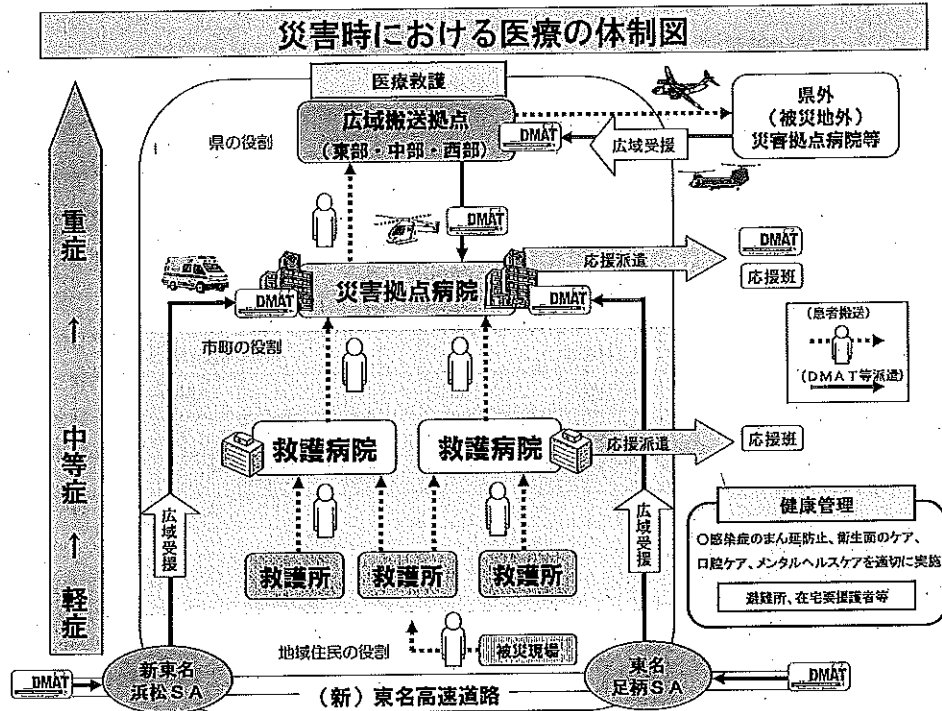 災害時における医療の体制図
医療救護
広域搬送拠点
（東部・中部・西部）
県の役割
DMAT
広域受援
県外
（被災地外）
災害拠点病院等
DMAT
重症
↑
中等症
↑
軽症
DMAT
災害拠点病院
DMAT
応援派遣
DMAT
応援班
（患者搬送）
（DMAT等派遣）
市町の役割
救護病院
救護病院
応援派遣
応援班
広域受援
広域受援
救護所
救護所
救護所
健康管理
○感染症のまん延防止、衛生面のケア、
口腔ケア、メンタルヘルスケアを適切に実施
避難所、在宅要援護者等
地域住民の役割
被災現場
DMAT
新東名
浜松SA
（新）東名高速道路
東名
足柄SA
DMAT